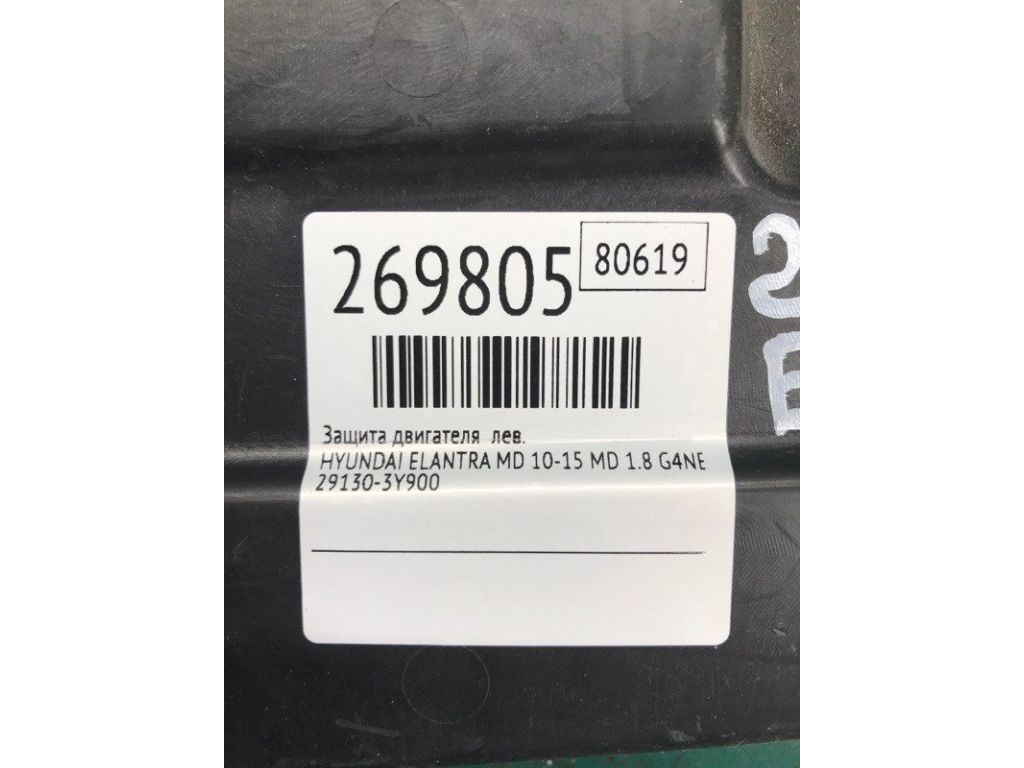 269805
80619
Защита двигателя лев.
HYUNDAI ELANTRA MD 10-15 MD 1.8 G4NE
29130-3Y900